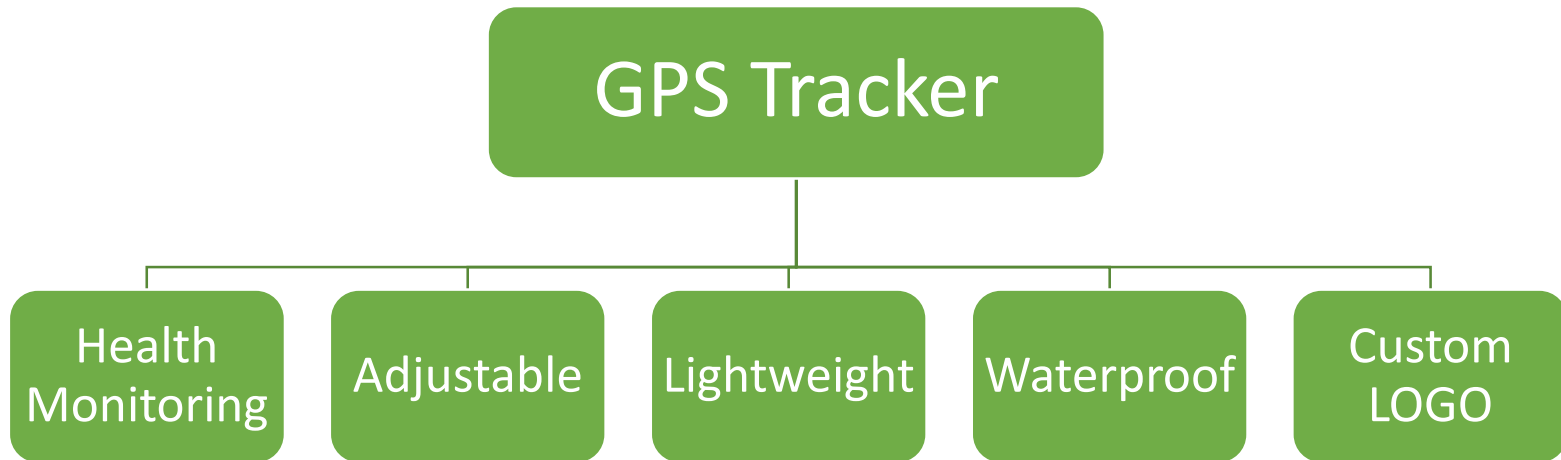 GPS Tracker
Health
Monitoring
Adjustable
Lightweight
Waterproof
Custom
LOGO